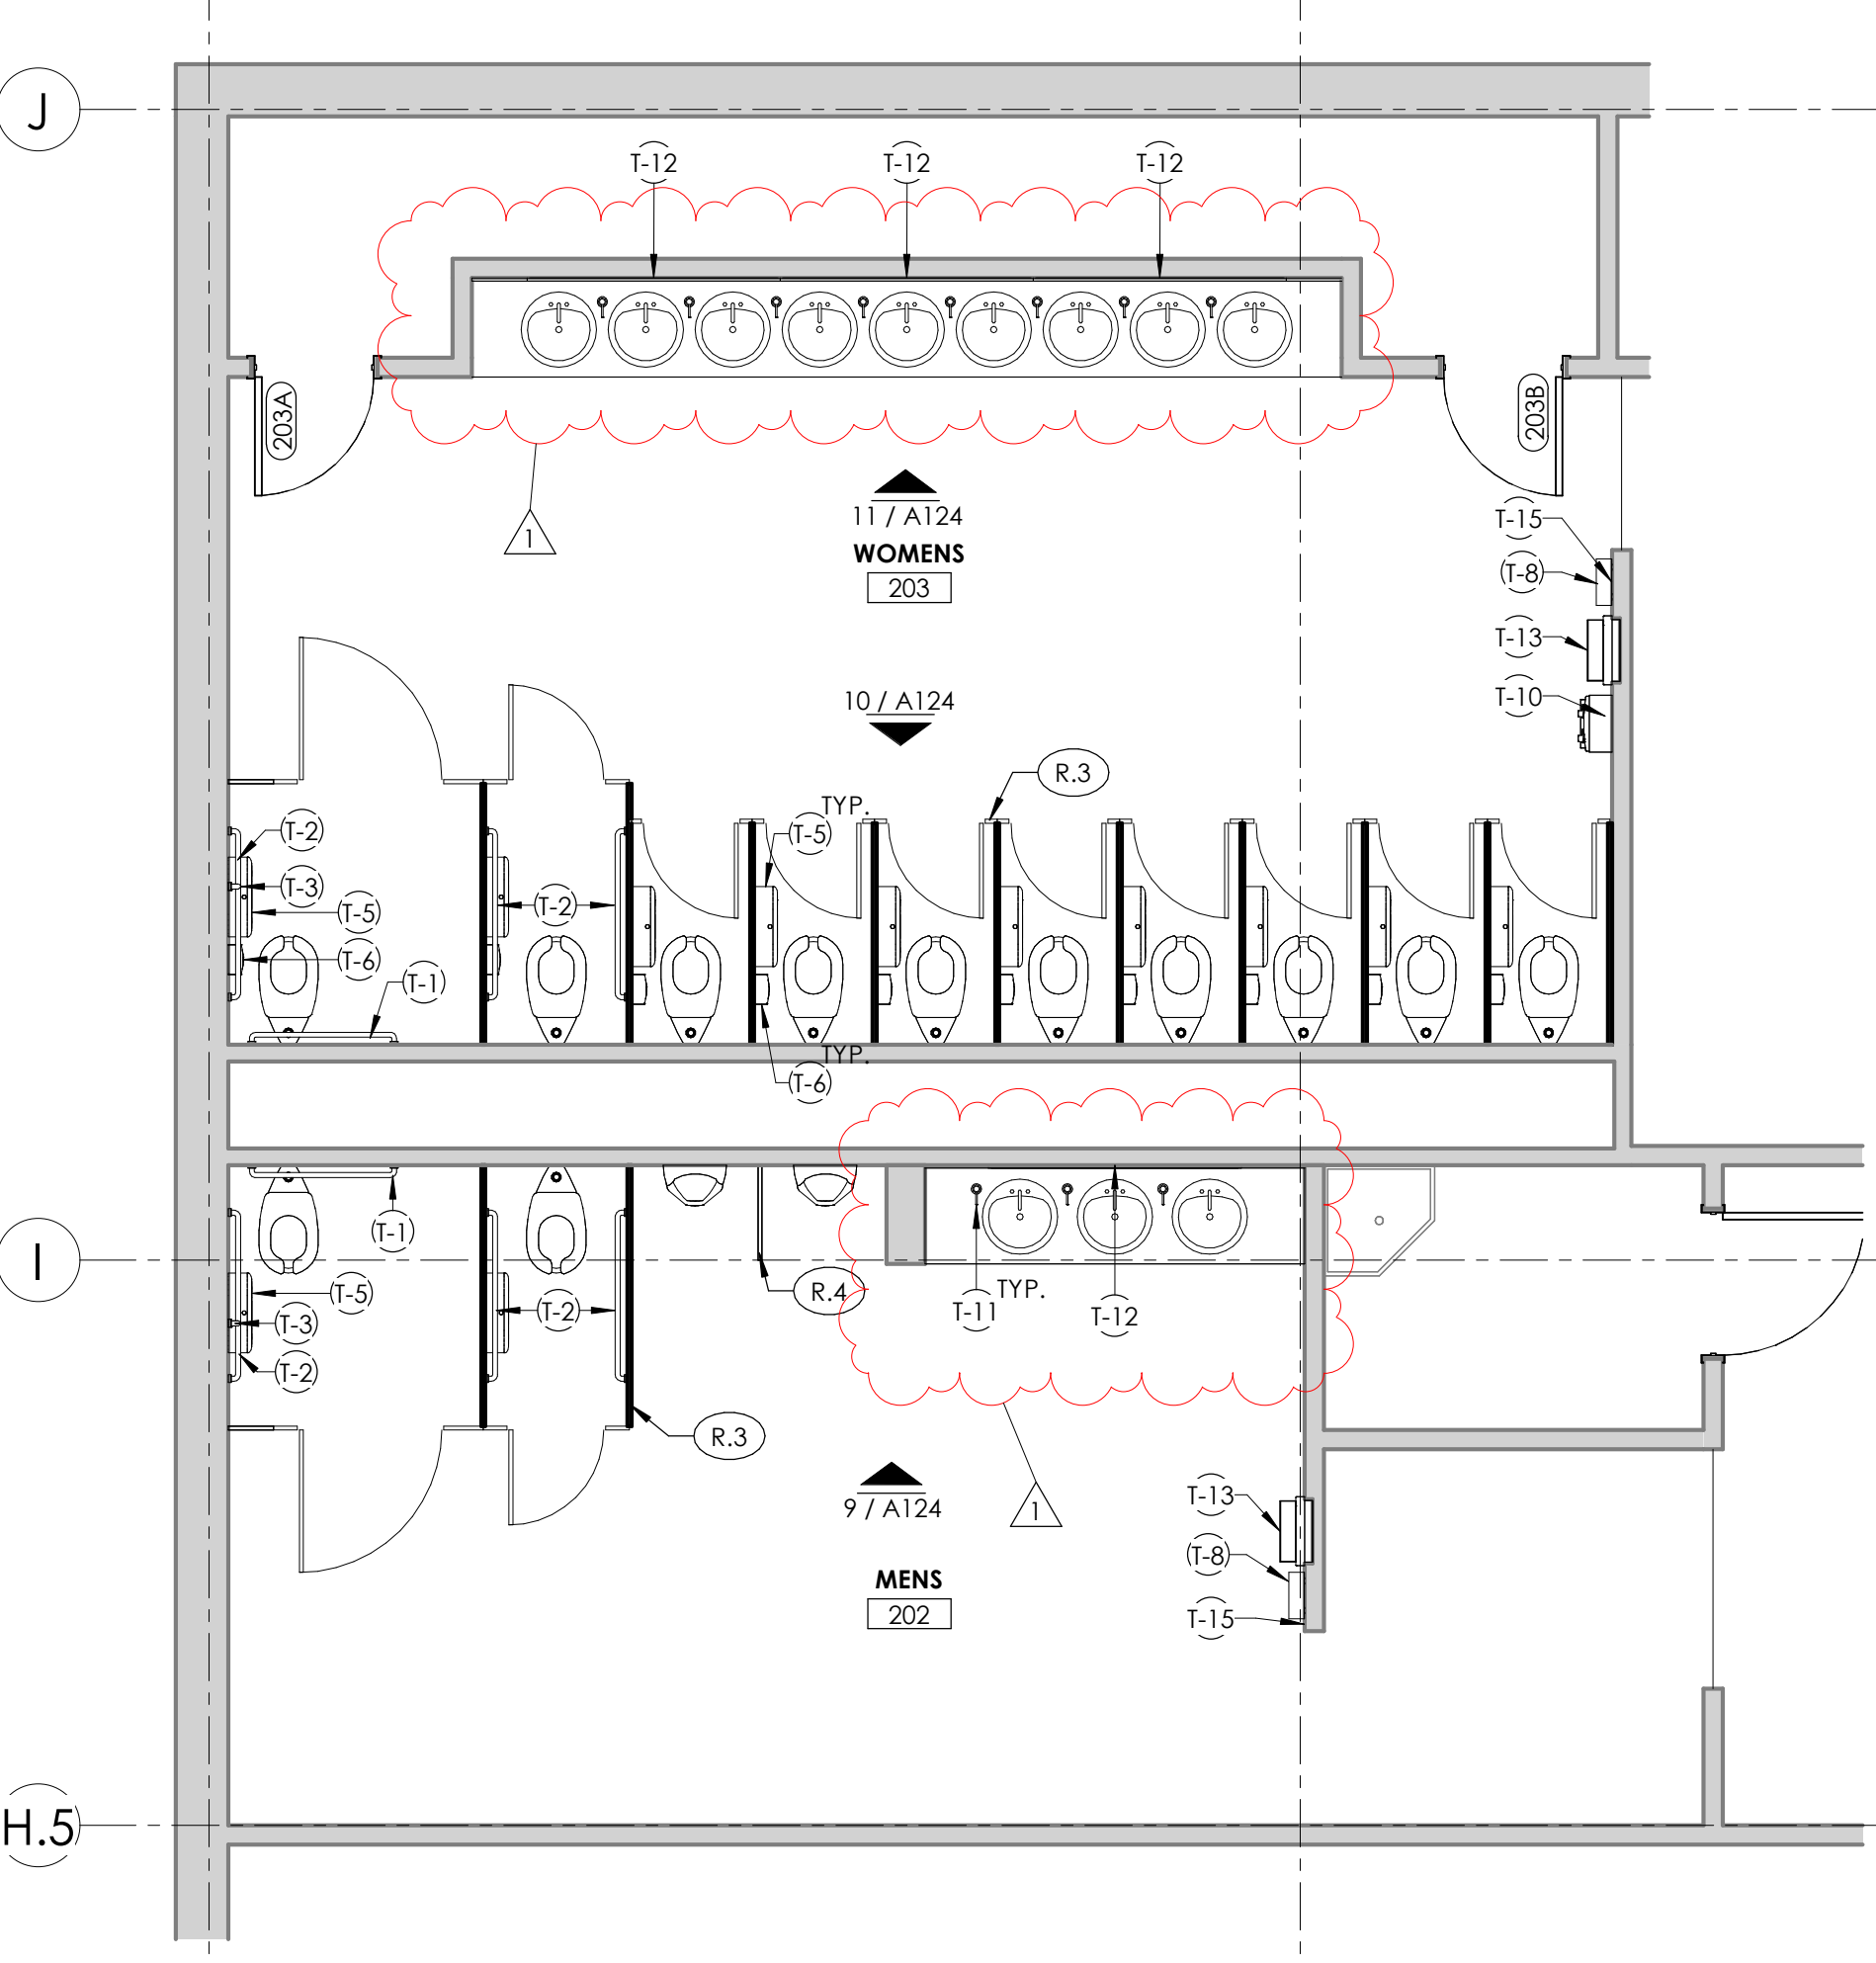 J
T-12
T-12
T-12
203A
203B
1
11 / A124
WOMENS
203
T-15
T-8
T-13
T-10
10 / A124
R.3
TYP.
T-5
T-2
T-3
T-5
T-6
T-1
T-2
TYP.
T-6
T-1
T-5
T-3
T-2
T-2
R.4
TYP.
T-11
T-12
I
R.3
9 / A124
1
T-13
T-8
T-15
MENS
202
H.5